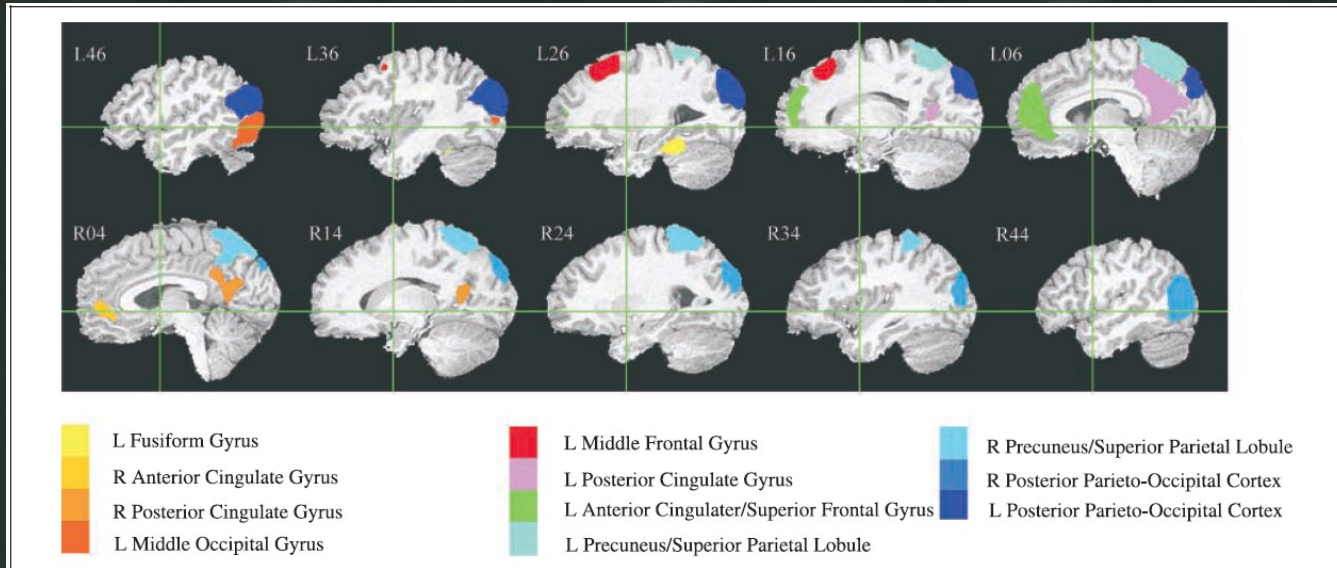 L46
L36
L26
L16
L06
R04
R14
R24
R34
R44
L Fusiform Gyrus
R Anterior Cingulate Gyrus
R Posterior Cingulate Gyrus
L Middle Occipital Gyrus
L Middle Frontal Gyrus
L Posterior Cingulate Gyrus
L Anterior Cingulater/Superior Frontal Gyrus
L Precuneus/Superior Parietal Lobule
R Precuneus/Superior Parietal Lobule
R Posterior Parieto-Occipital Cortex
L Posterior Parieto-Occipital Cortex